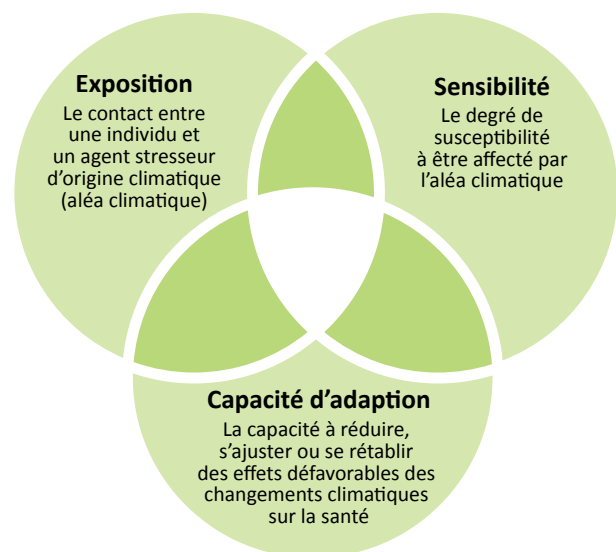 Exposition
Le contact entre
une individu et
un agent stresseur
d'origine climatique
(aléa climatique)
Sensibilité
Le degré de
susceptibilité
à être affecté par
l'aléa climatique
Capacité d'adaption
La capacité à réduire,
s'ajuster ou se rétablir
des effets défavorables des
changements climatiques
sur la santé